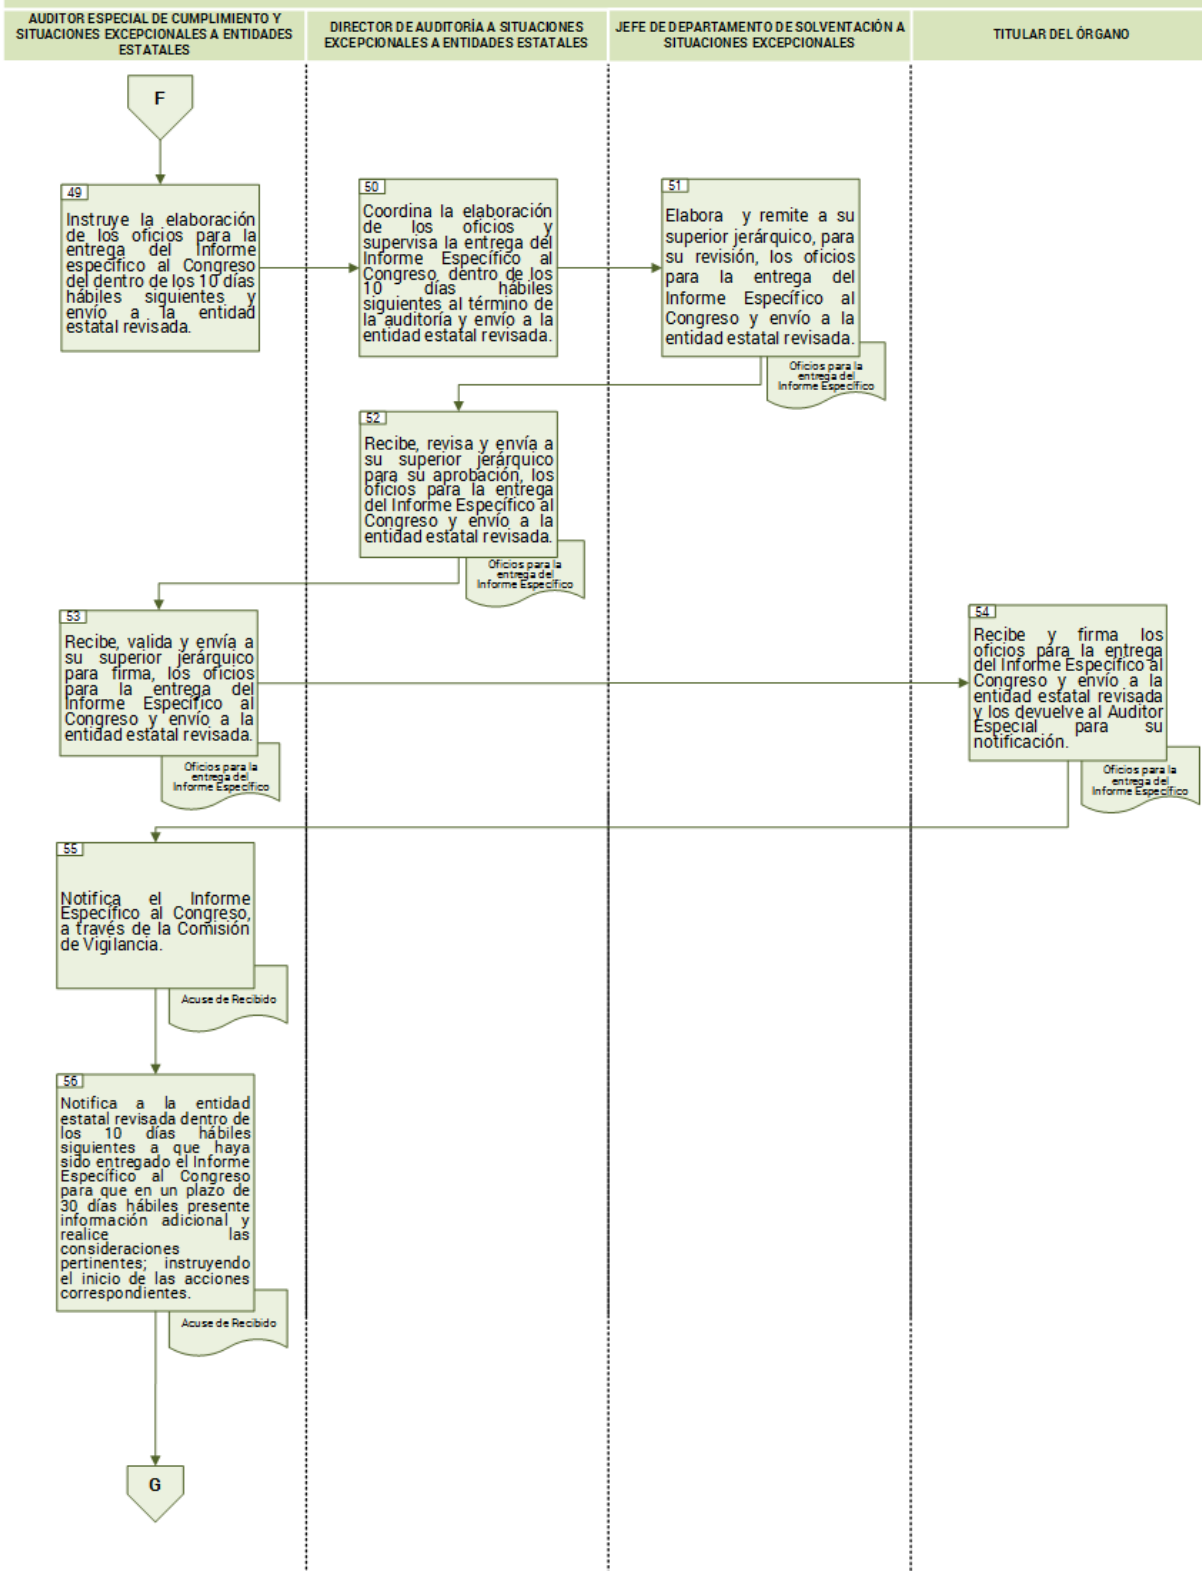 AUDITOR ESPECIAL DE CUMPLIMIENTO Y
SITUACIONES EXCEPCIONALES A ENTIDADES
ESTATALES
DIRECTOR DE AUDITORÍA A SITUACIONES
EXCEPCIONALES A ENTIDADES ESTATALES
JEFE DE DEPARTAMENTO DE SOLVENTACIÓN A
SITUACIONES EXCEPCIONALES
TITULAR DEL ÓRGANO
F
49
Instruye la elaboración
de los oficios para la
entrega del Informe
específico al Congreso
del dentro de los 10 días
hábiles siguientes y
envío a la entidad
estatal revisada.
50
Coordina la elaboración
de los oficios y
supervisa la entrega del
Informe Específico al
Congreso, dentro de los
10 días hábiles
siguientes al término de
la auditoría y envío a la
entidad estatal revisada.
51
Elabora y remite a su
superior jerárquico, para
su revisión, los oficios
para la entrega del
Informe Específico al
Congreso y envío a la
entidad estatal revisada.
Oficios para la
entrega del
Informe Específico
52
Recibe, revisa y envía a
su superior jerárquico
para su aprobación, los
oficios para la entrega
del Informe Específico al
Congreso y envío a la
entidad estatal revisada.
Oficios para la
entrega del
Informe Específico
53
Recibe, valida y envía a
su superior jerárquico
para firma, los oficios
para la entrega del
Informe Específico al
Congreso y envío a la
entidad estatal revisada.
Oficios para la
entrega del
Informe Específico
54
Recibe y firma los
oficios para la entrega
del Informe Específico al
Congreso y envío a la
entidad estatal revisada
y los devuelve al Auditor
Especial para su
notificación.
Oficios para la
entrega del
Informe Específico
55
Notifica el Informe
Específico al Congreso,
a través de la Comisión
de Vigilancia.
Acuse de Recibido
56
Notifica a la entidad
estatal revisada dentro de
los 10 días hábiles
siguientes a que haya
sido entregado el Informe
Específico al Congreso
para que en un plazo de
30 días hábiles presente
información adicional y
realice las
consideraciones
pertinentes; instruyendo
el inicio de las acciones
correspondientes.
Acuse de Recibido
G